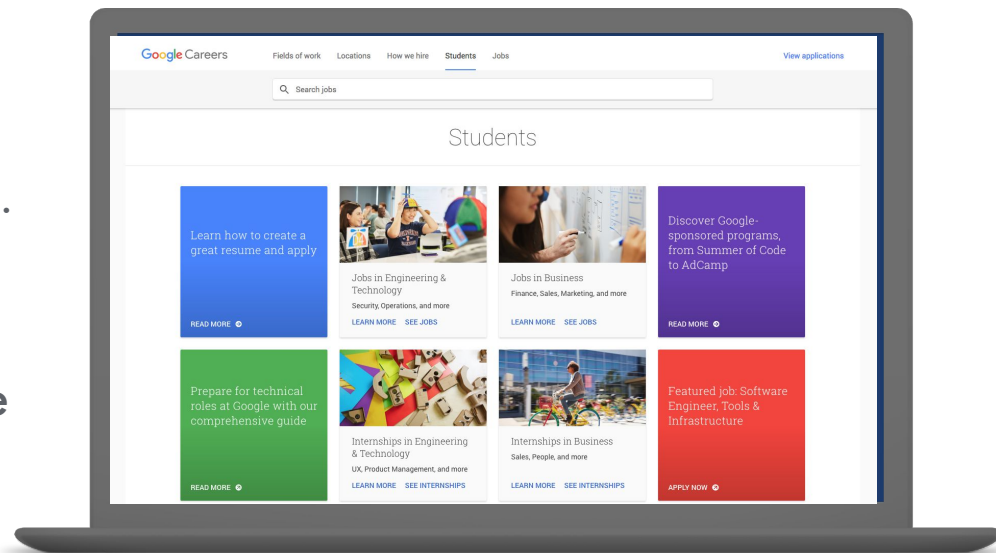 .
e
Google Careers Fields of work Locations How we hire Students Jobs View applications
Search jobs
Students
Learn how to create a
great resume and apply
READ MORE
Jobs in Engineering &
Technology
Security, Operations, and more
LEARN MORE SEE JOBS
Jobs in Business
Finance, Sales, Marketing, and more
LEARN MORE SEE JOBS
Discover Google-
sponsored programs,
from Summer of Code
to AdCamp
READ MORE
Prepare for technical
roles at Google with our
comprehensive guide
READ MORE
Internships in Engineering
& Technology
UX, Product Management, and more
LEARN MORE SEE INTERNSHIPS
Internships in Business
Sales, People, and more
LEARN MORE SEE INTERNSHIPS
Featured job: Software
Engineer, Tools &
Infrastructure
APPLY NOW